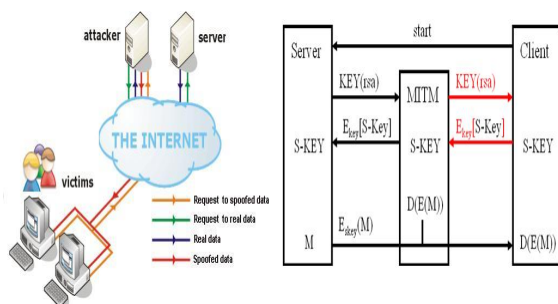 attacker
server
THE INTERNET
victims
Request to spoofed data
Request to real data
Real data
Spoofed data
start
Server
Client
KEY(rsa)
MITM
KEY(rsa)
Ekey[S-Key]
Ekey[S-Key]
S-KEY
S-KEY
S-KEY
D(E(M))
M
Eskey(M)
D(E(M))